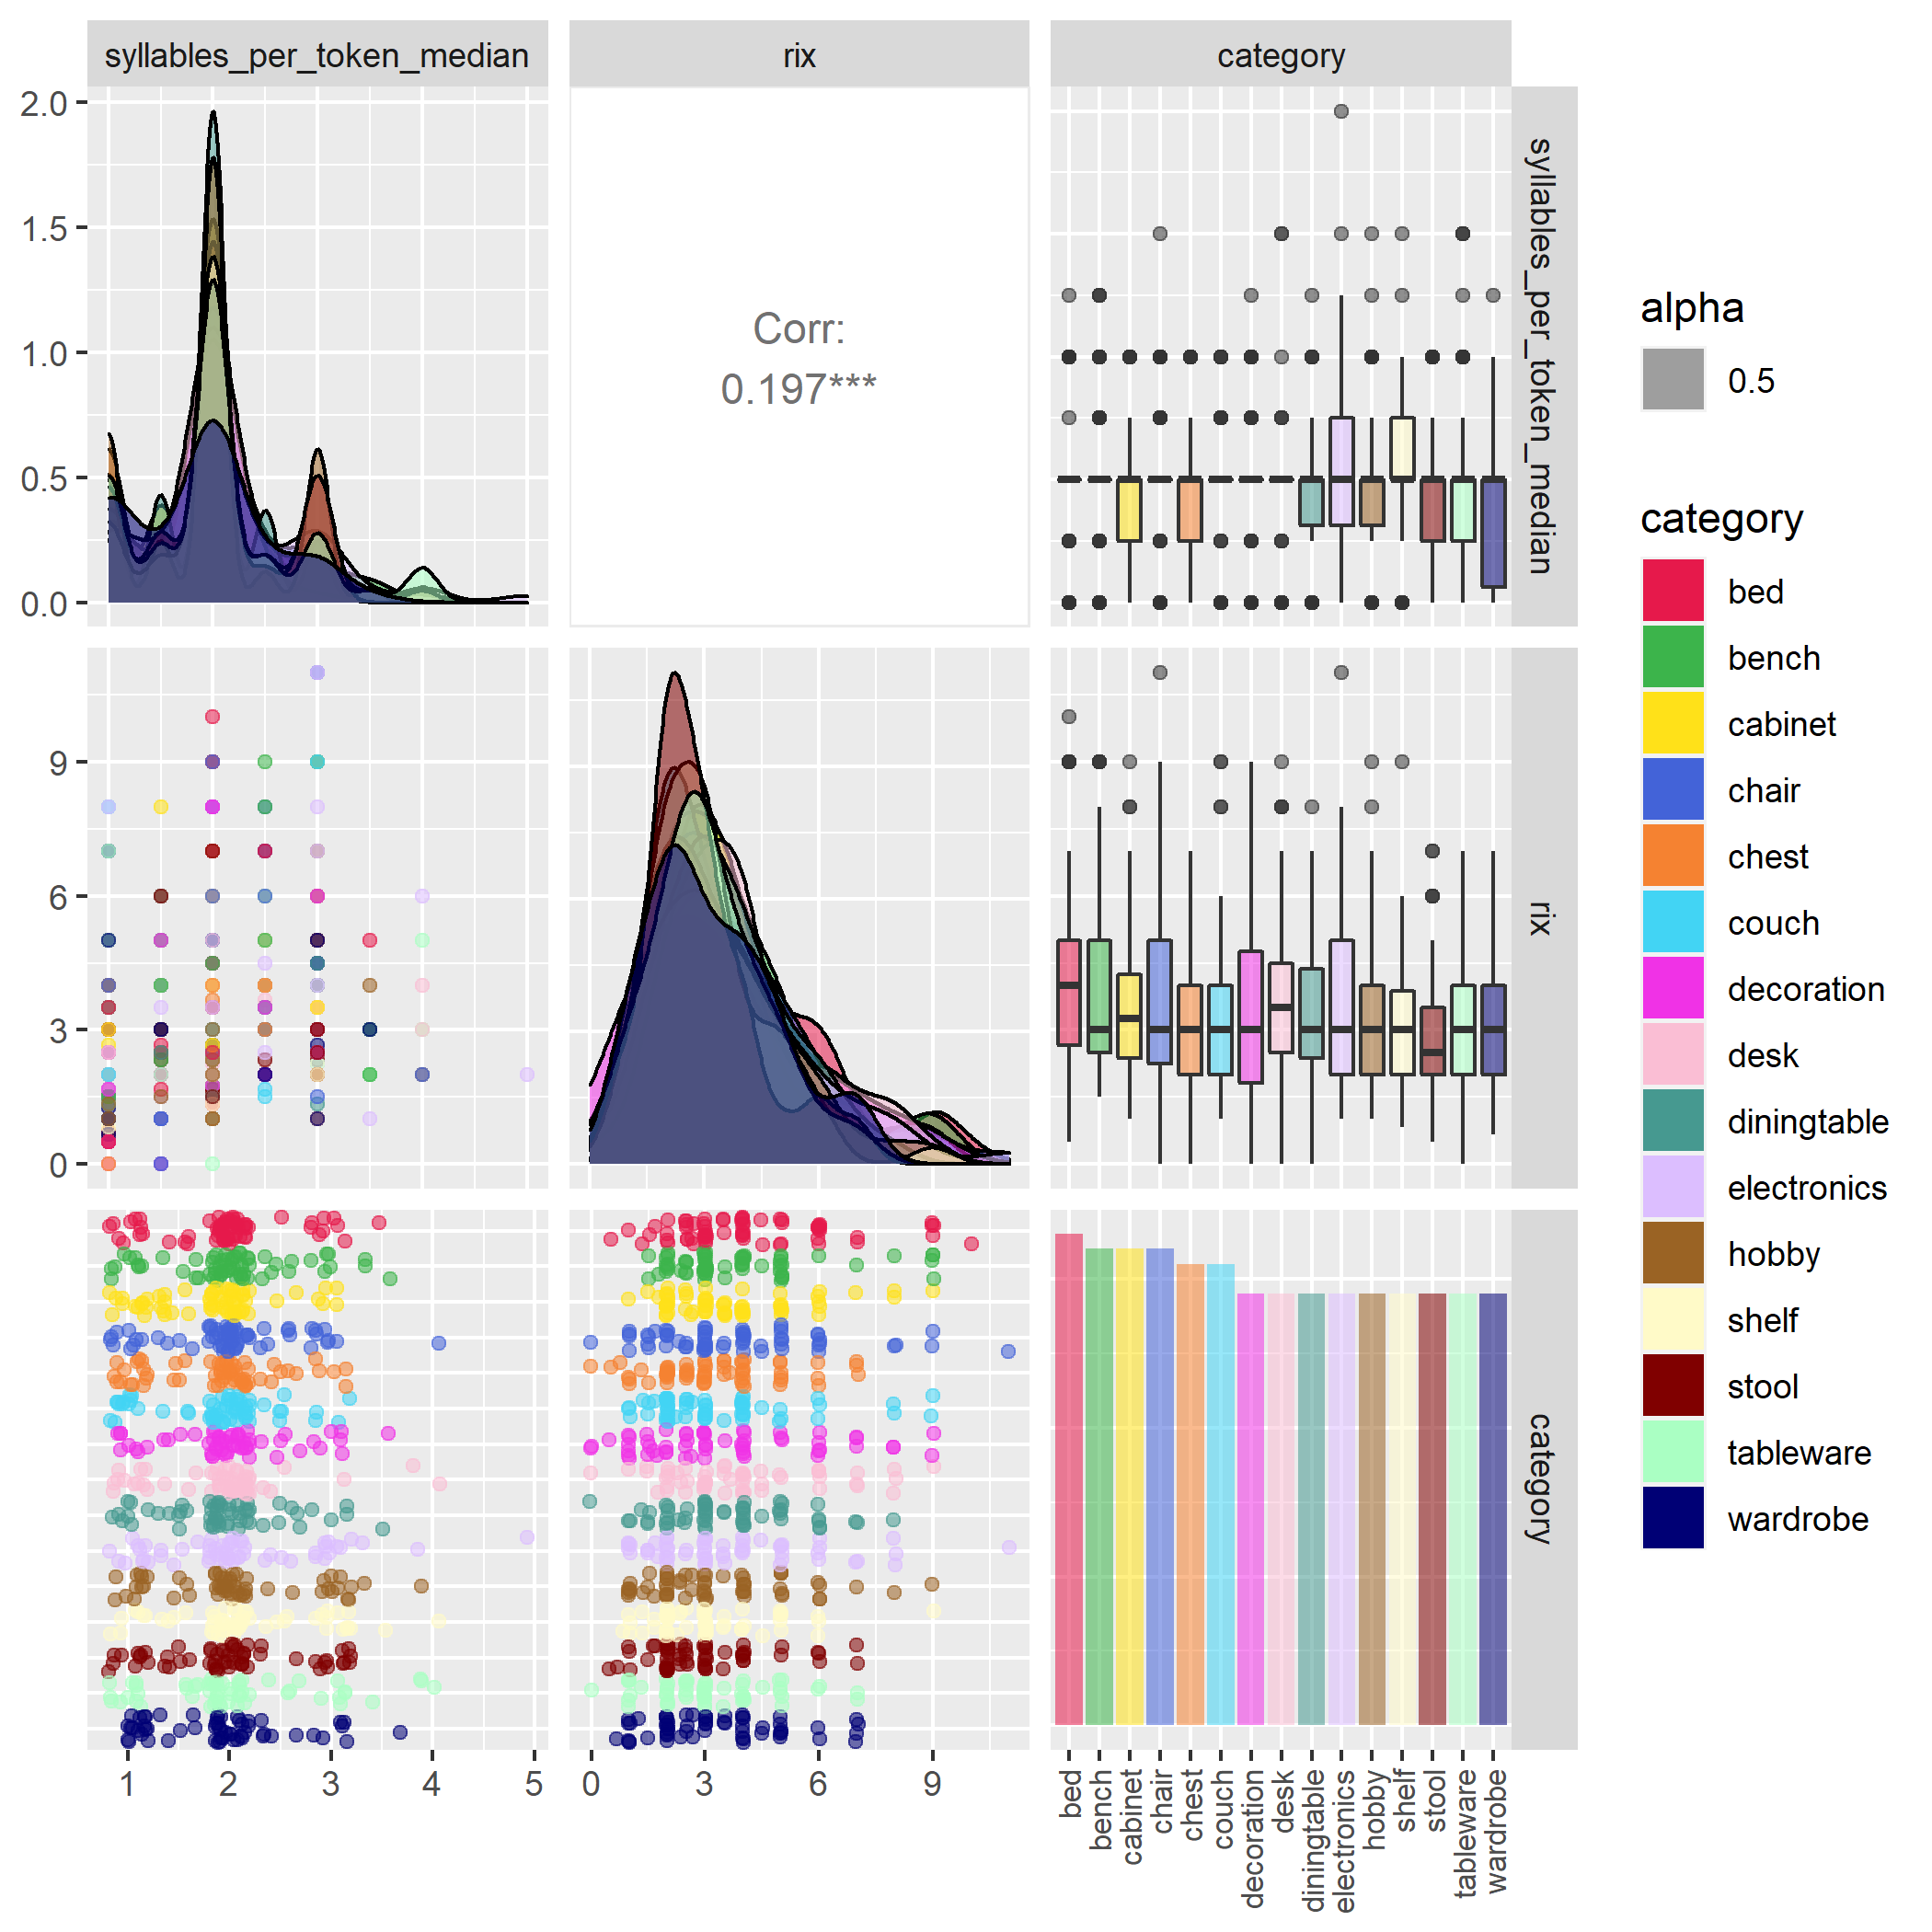 syllables_per_token_median
rix
category
2.0
1.5
1.0
0.5
0.0
Corr:
0.197***
syllables_per_token_median
9
6
3
0
rix
category
1
2
3
4
5
0
3
6
9
bed
bench
cabinet
chair
chest
couch
decoration
desk
diningtable
electronics
hobby
shelf
stool
tableware
wardrobe
alpha
0.5
category
bed
bench
cabinet
chair
chest
couch
decoration
desk
diningtable
electronics
hobby
shelf
stool
tableware
wardrobe